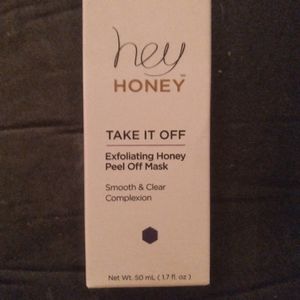 hey
HONEY™
TAKE IT OFF
Exfoliating Honey
Peel Off Mask
Smooth & Clear
Complexion
Net Wt. 50 mL ( 1.7 fl. oz )